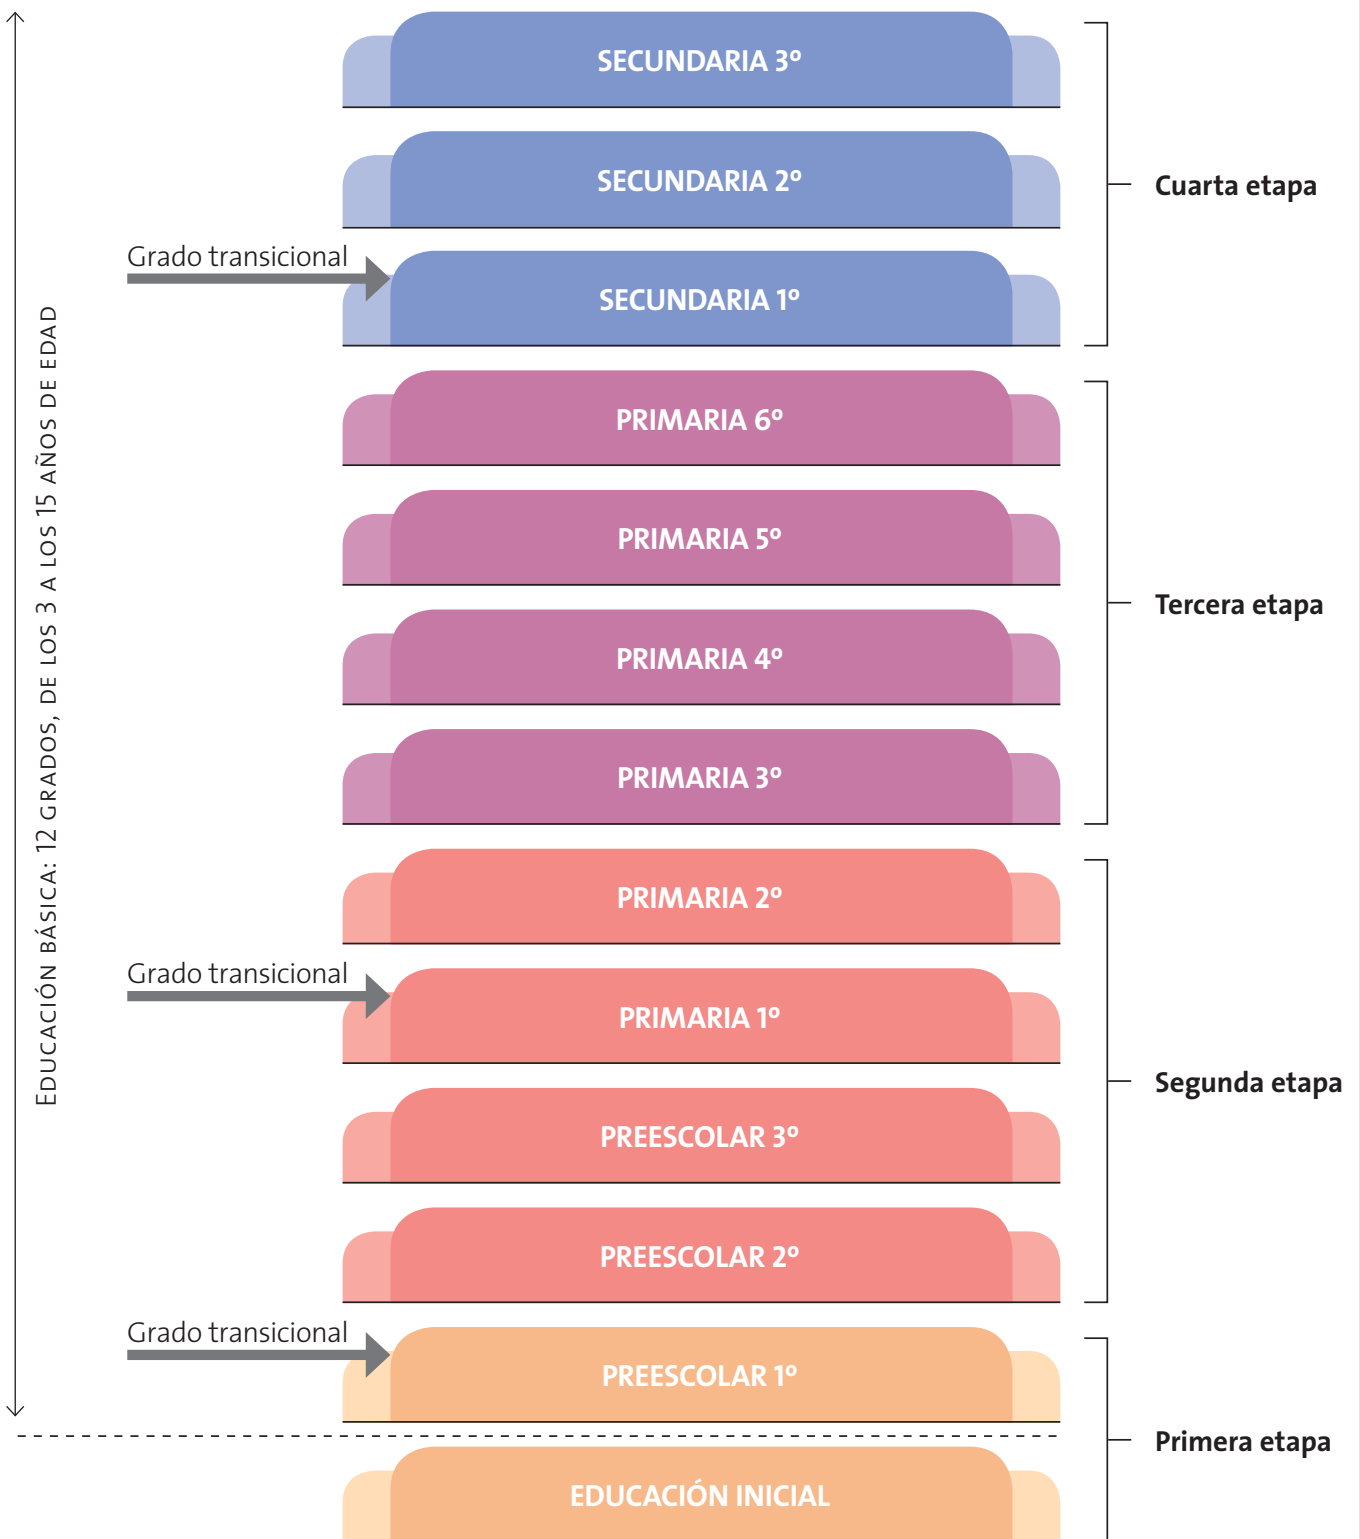 SECUNDARIA 3º
SECUNDARIA 2º
Cuarta etapa
Grado transicional
SECUNDARIA 1º
PRIMARIA 6º
PRIMARIA 5º
Tercera etapa
PRIMARIA 4º
PRIMARIA 3º
EDUCACIÓN BÁSICA: 12 GRADOS, DE LOS 3 A LOS 15 AÑOS DE EDAD
PRIMARIA 2º
Grado transicional
PRIMARIA 1º
Segunda etapa
PREESCOLAR 3º
PREESCOLAR 2º
Grado transicional
PREESCOLAR 1º
Primera etapa
EDUCACIÓN INICIAL